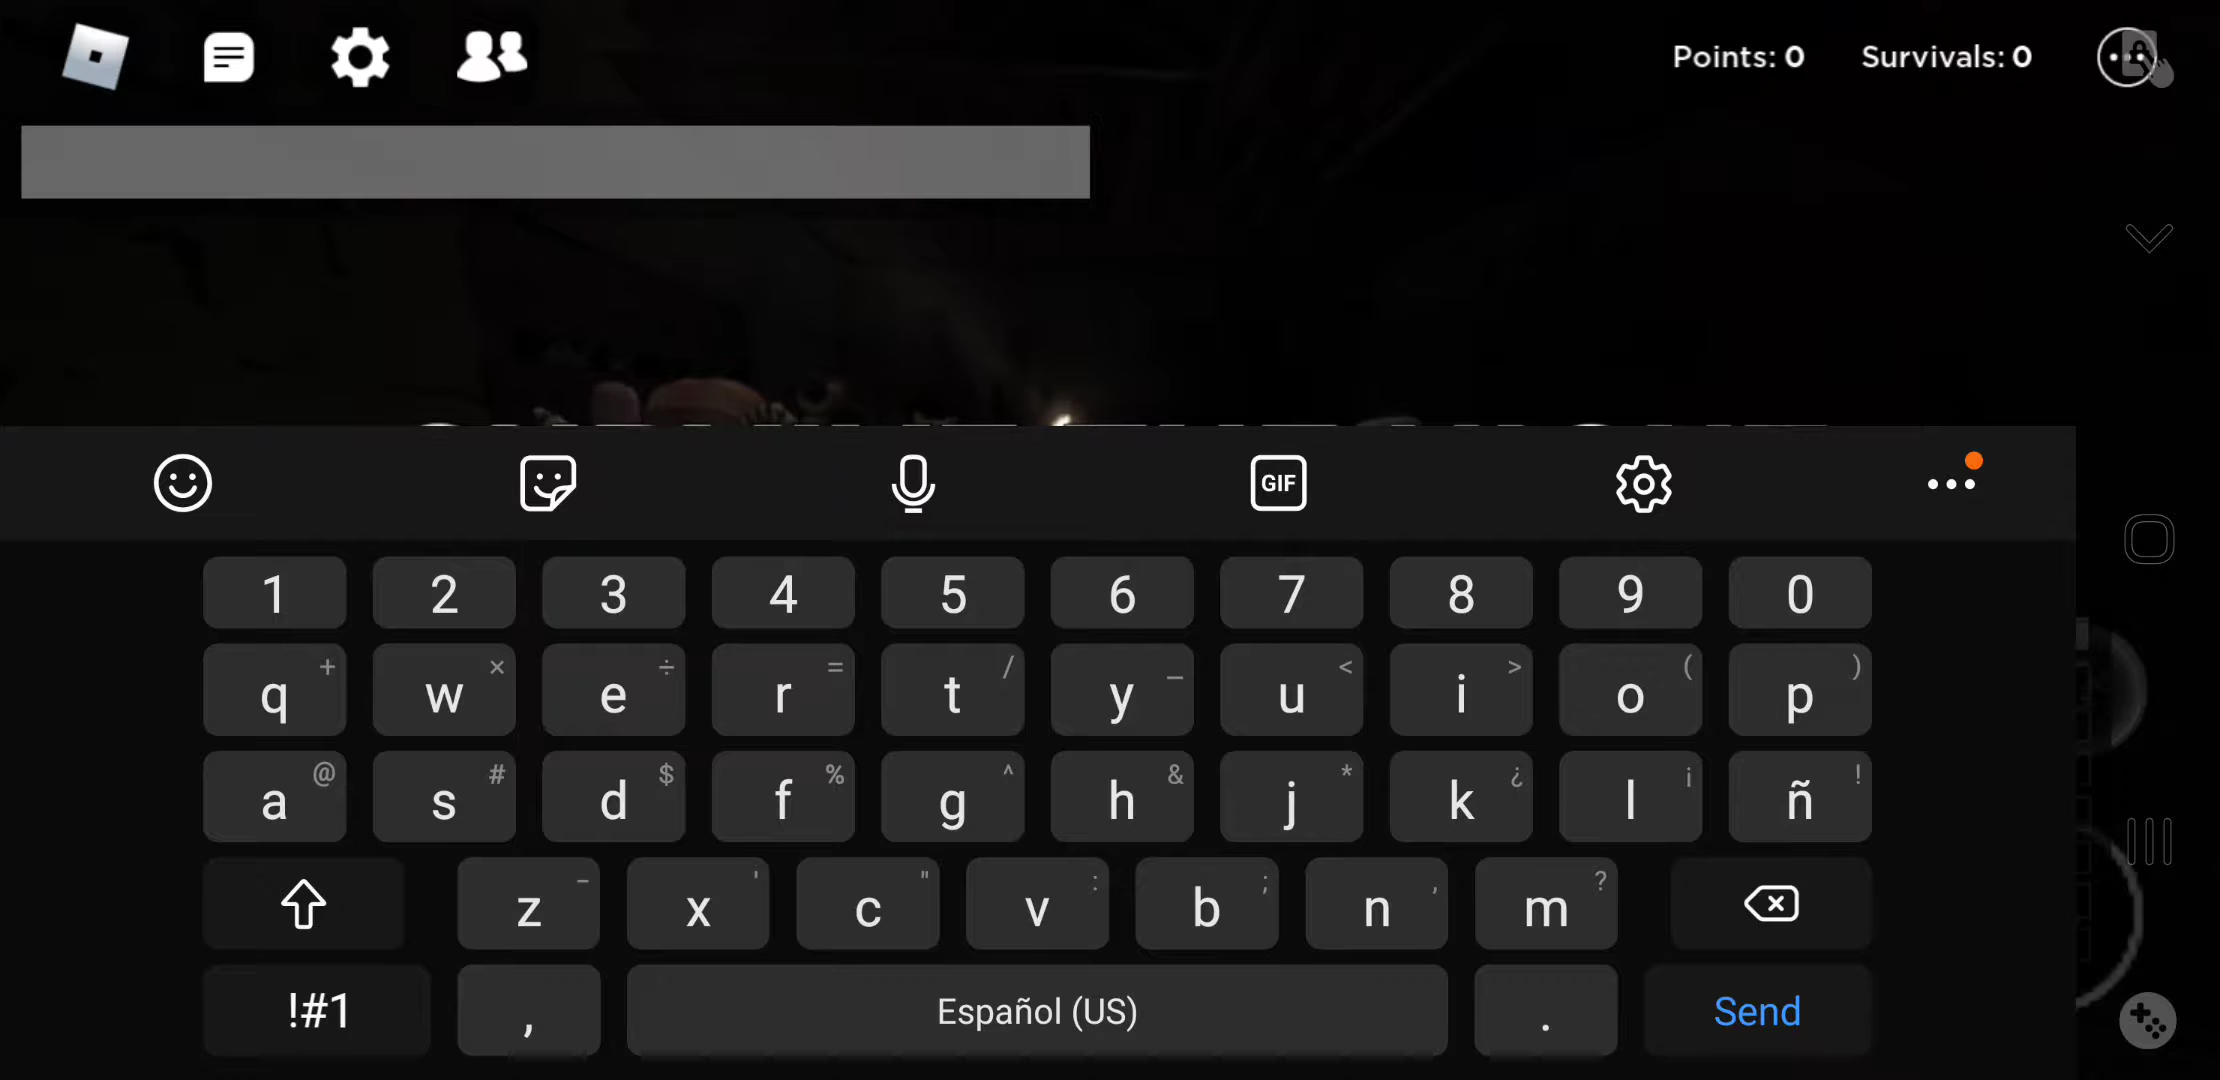 Points: 0 Survivals: 0
GIF
1 2 3 4 5 6 7 8 9 0
q + w × e ÷ r = t / y _ u < i > o ( p )
a @ s # d $ f % g ^ h & j * k ¿ l ¡ ñ !
z - x ' c " v : b ; n , m ?
!#1 , Español (US) . Send